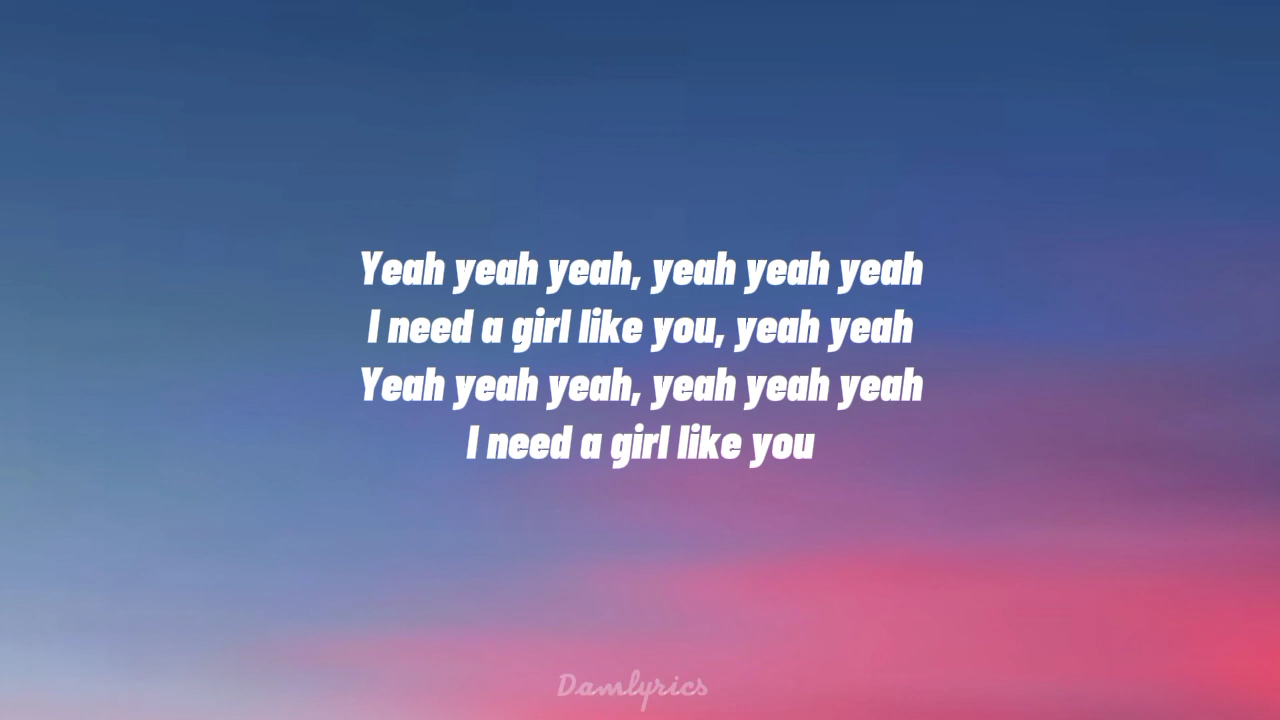 Yeah yeah yeah, yeah yeah yeah
I need a girl like you, yeah yeah
Yeah yeah yeah, yeah yeah yeah
I need a girl like you
Damlyrics